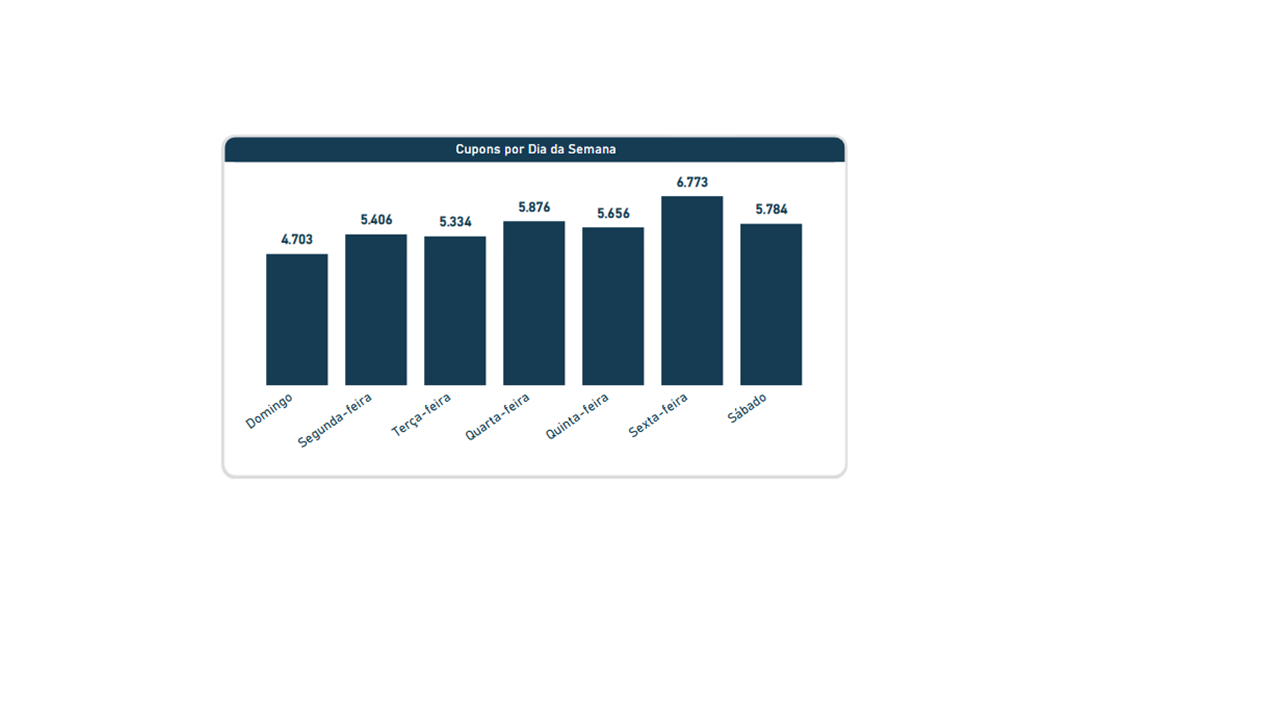 Cupons por Dia da Semana
6.773
5.876
5.784
5.656
5.406
5.334
4.703
Domingo
Segunda-feira
Terça-feira
Quarta-feira
Quinta-feira
Sexta-feira
Sábado